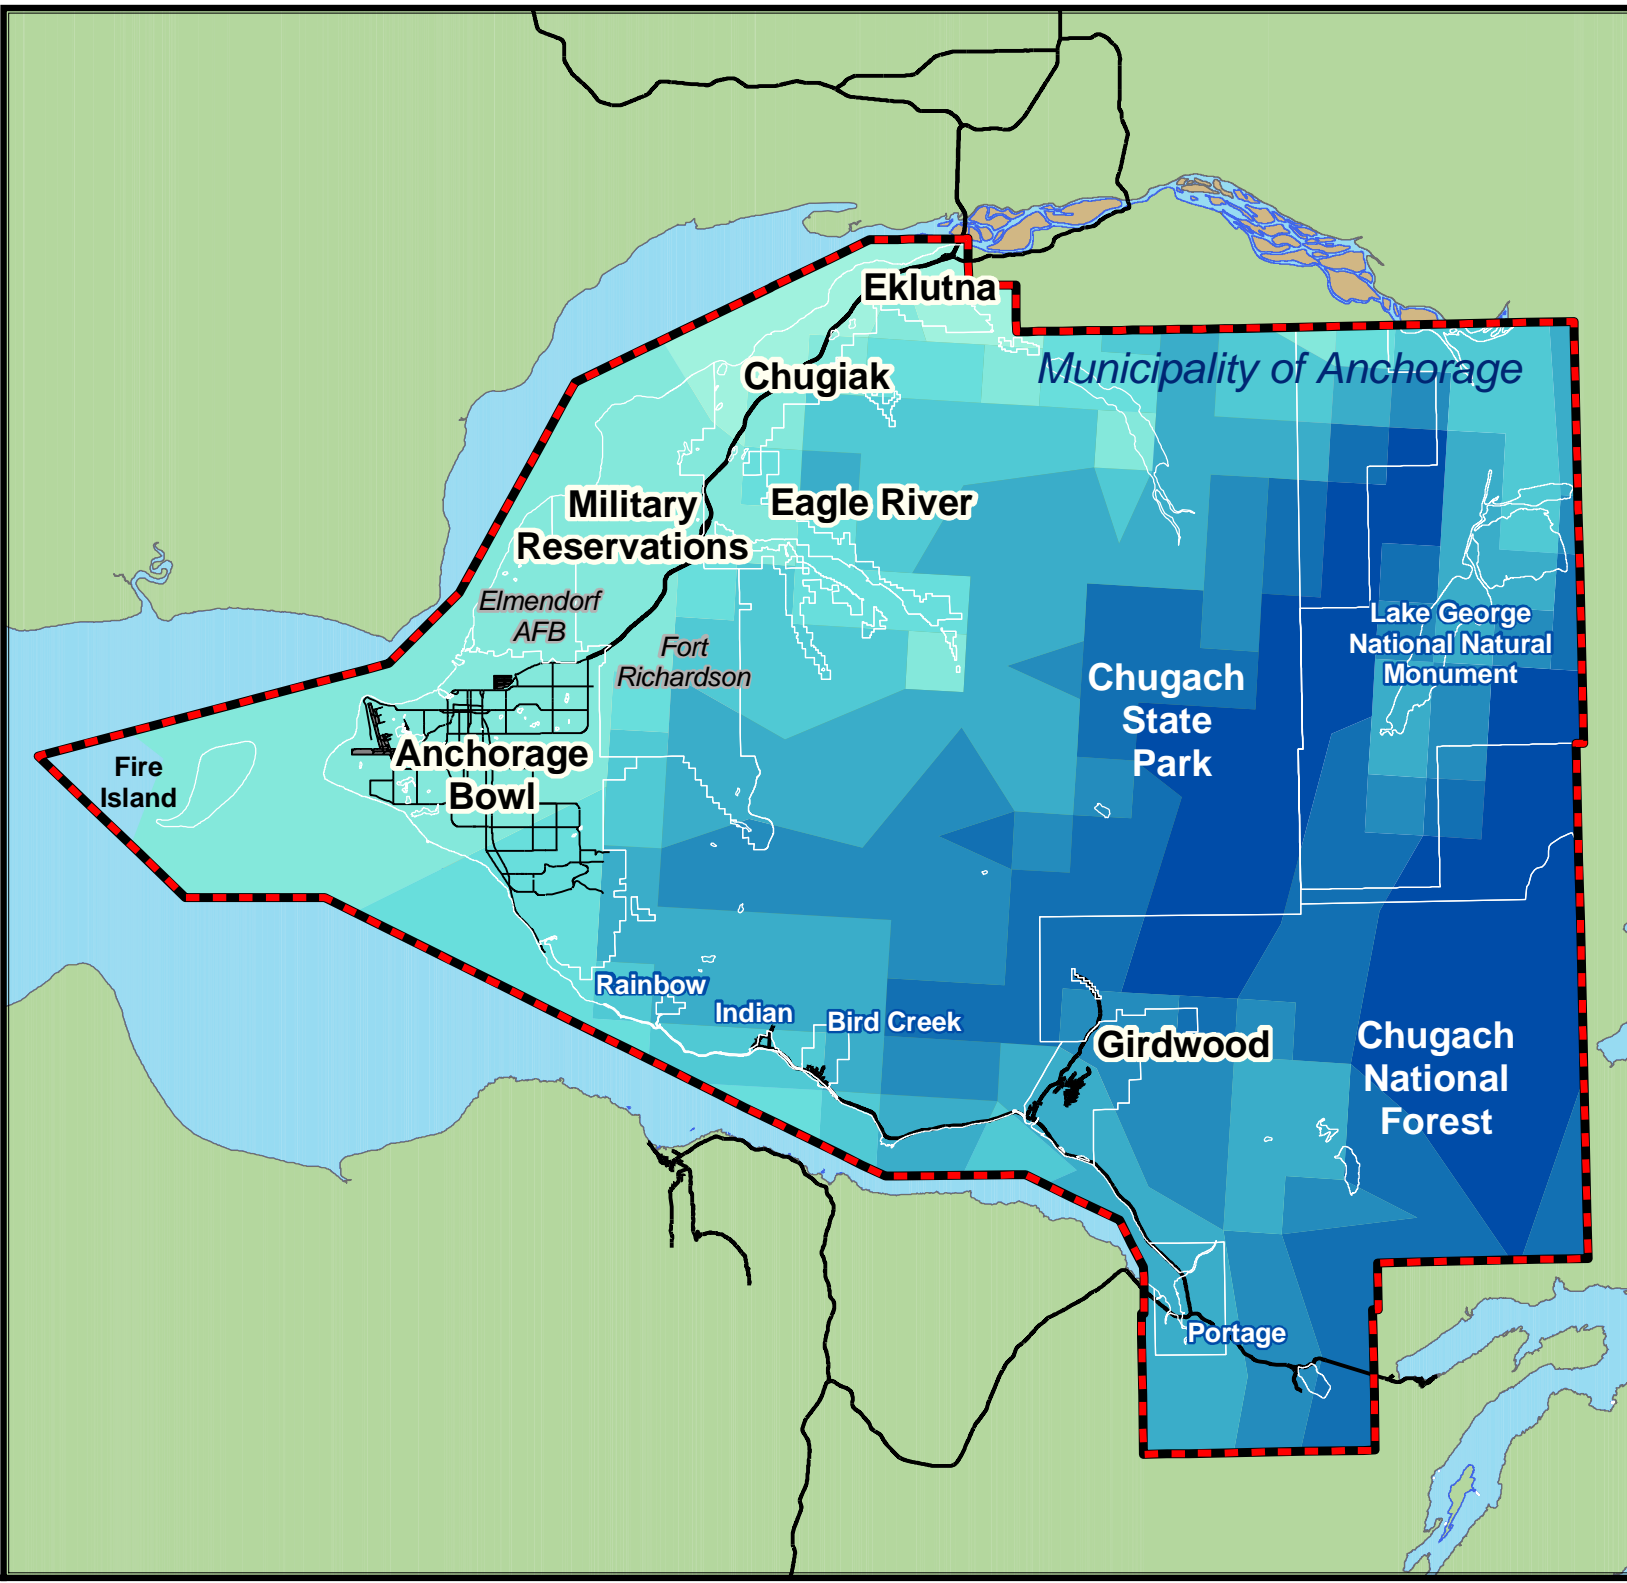 Eklutna
Municipality of Anchorage
Chugiak
Military
Reservations
Eagle River
Elmendorf
AFB
Fort
Richardson
Lake George
National Natural
Monument
Chugach
State
Park
Fire
Island
Anchorage
Bowl
Rainbow
Indian
Bird Creek
Girdwood
Chugach
National
Forest
Portage